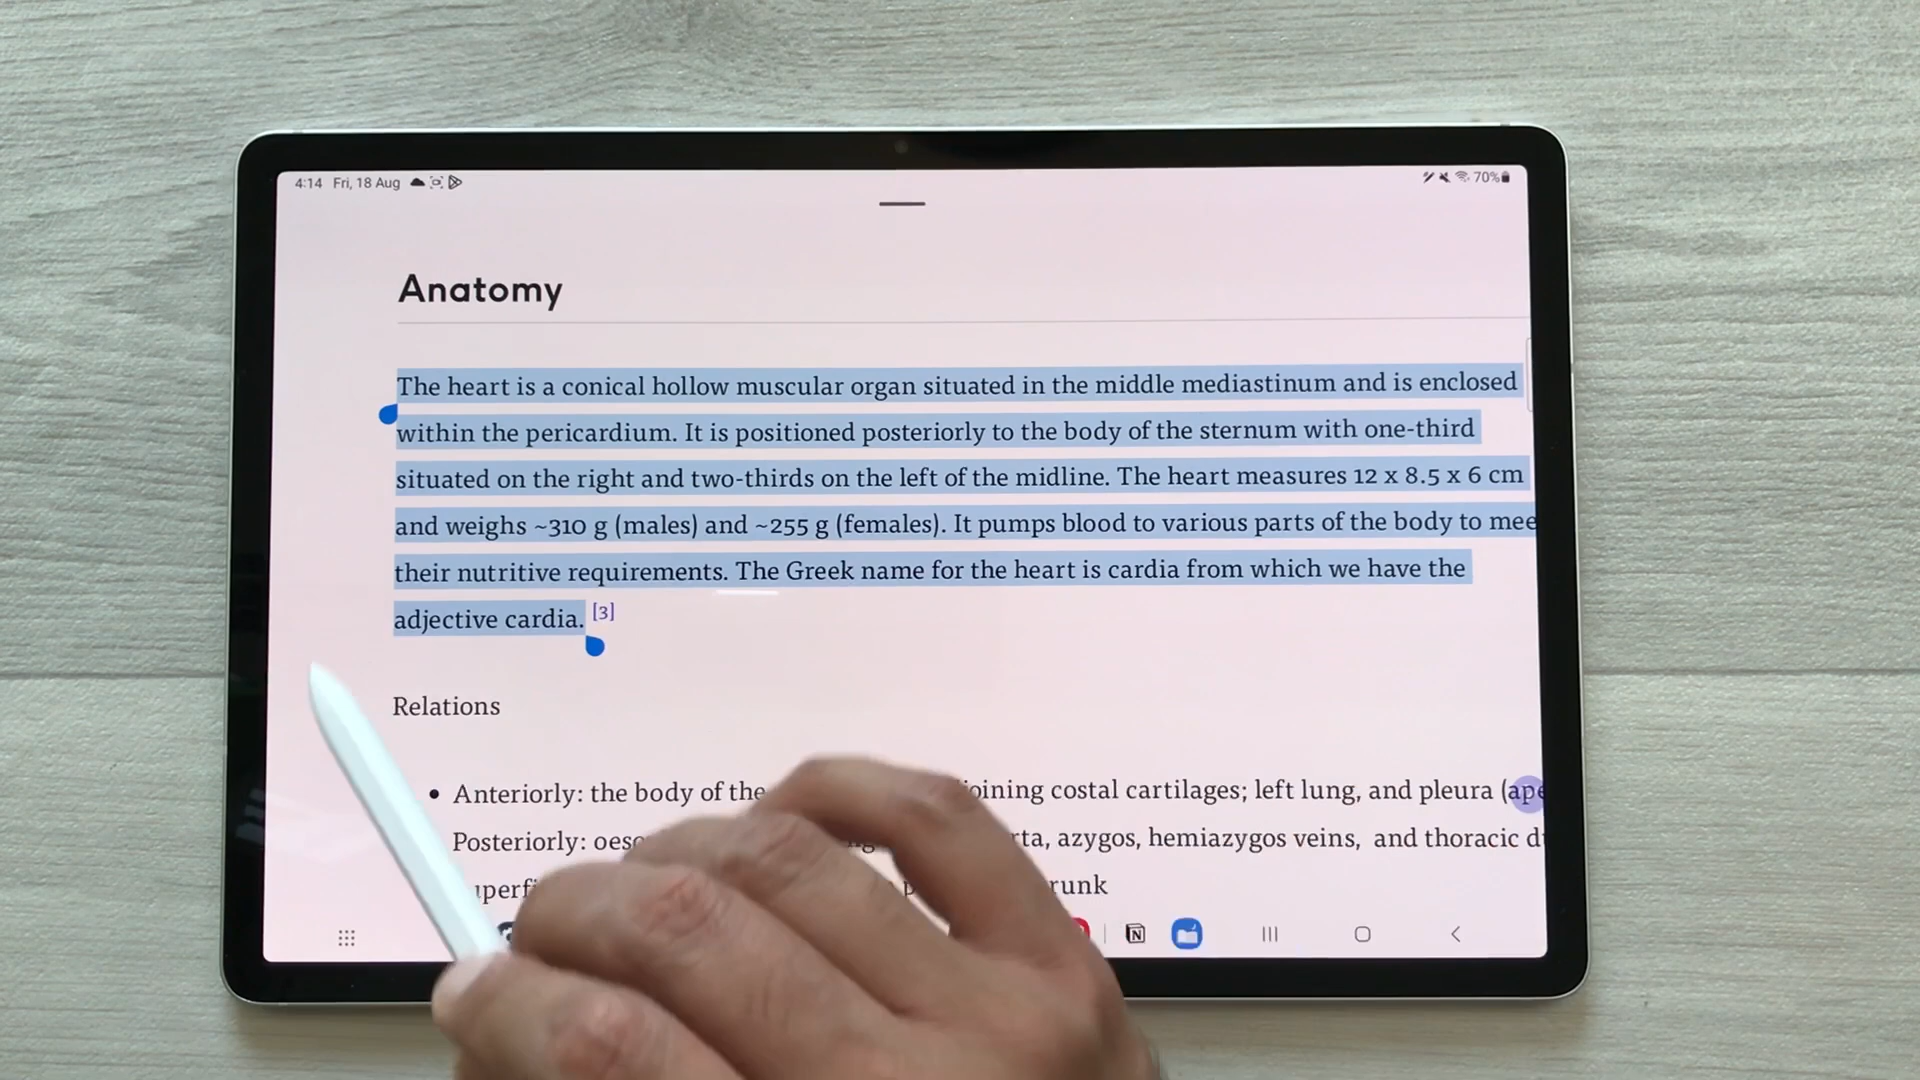 4:14 Fri, 18 Aug
70%
Anatomy
The heart is a conical hollow muscular organ situated in the middle mediastinum and is enclosed
within the pericardium. It is positioned posteriorly to the body of the sternum with one-third
situated on the right and two-thirds on the left of the midline. The heart measures 12 x 8.5 x 6 cm
and weighs ~310 g (males) and ~255 g (females). It pumps blood to various parts of the body to mee
their nutritive requirements. The Greek name for the heart is cardia from which we have the
adjective cardia. [3]
Relations
• Anteriorly: the body of the joining costal cartilages; left lung, and pleura (ape
Posteriorly: oeso rta, azygos, hemiazygos veins, and thoracic d
uperfi runk
N